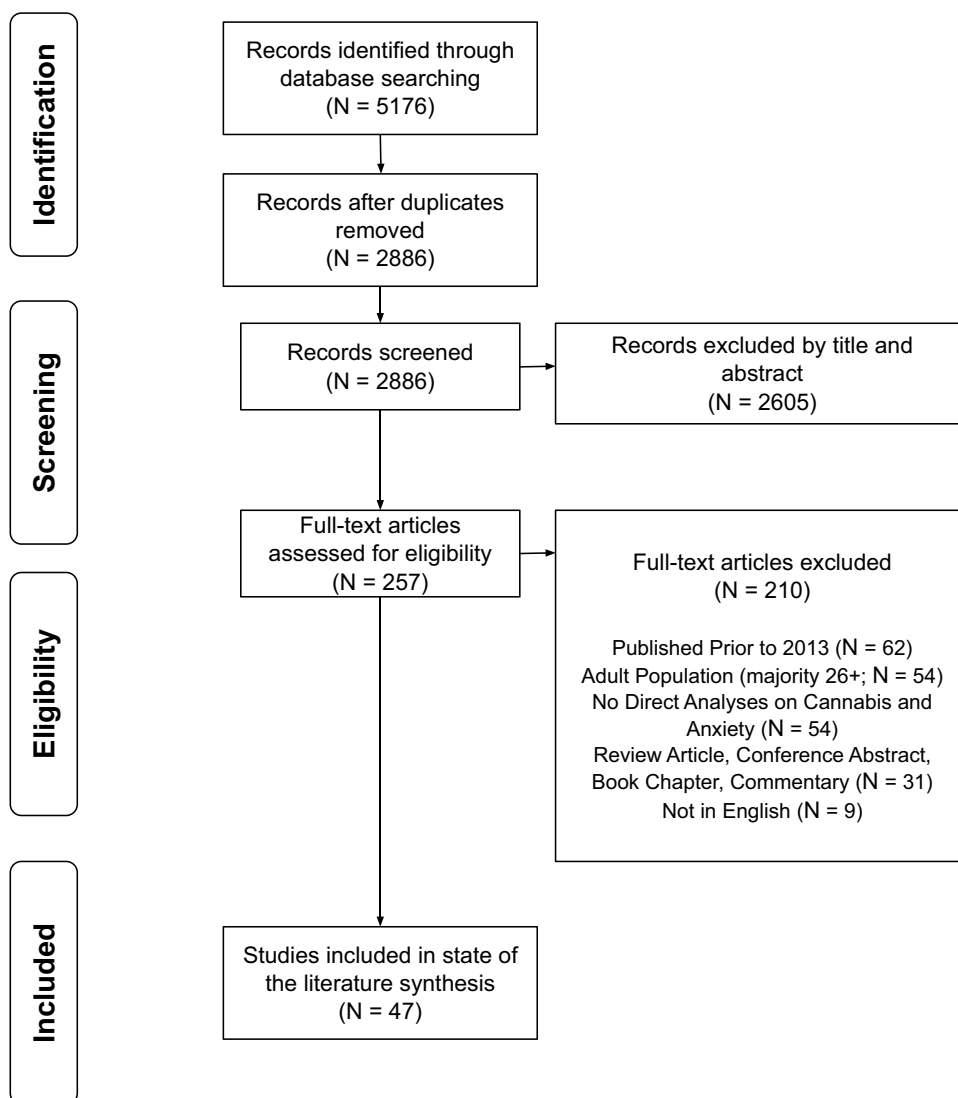 Identification
Records identified through
database searching
(N = 5176)
Records after duplicates
removed
(N = 2886)
Screening
Records screened
(N = 2886)
Records excluded by title and
abstract
(N = 2605)
Eligibility
Full-text articles
assessed for eligibility
(N = 257)
Full-text articles excluded
(N = 210)
Published Prior to 2013 (N = 62)
Adult Population (majority 26+; N = 54)
No Direct Analyses on Cannabis and
Anxiety (N = 54)
Review Article, Conference Abstract,
Book Chapter, Commentary (N = 31)
Not in English (N = 9)
Included
Studies included in state of
the literature synthesis
(N = 47)